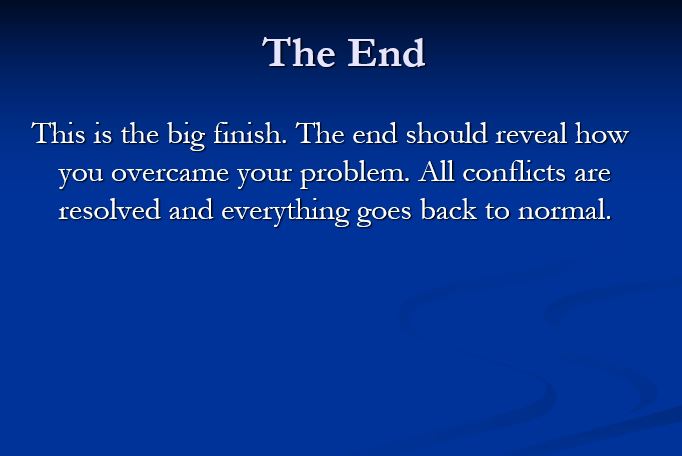 The End
This is the big finish. The end should reveal how
you overcame your problem. All conflicts are
resolved and everything goes back to normal.